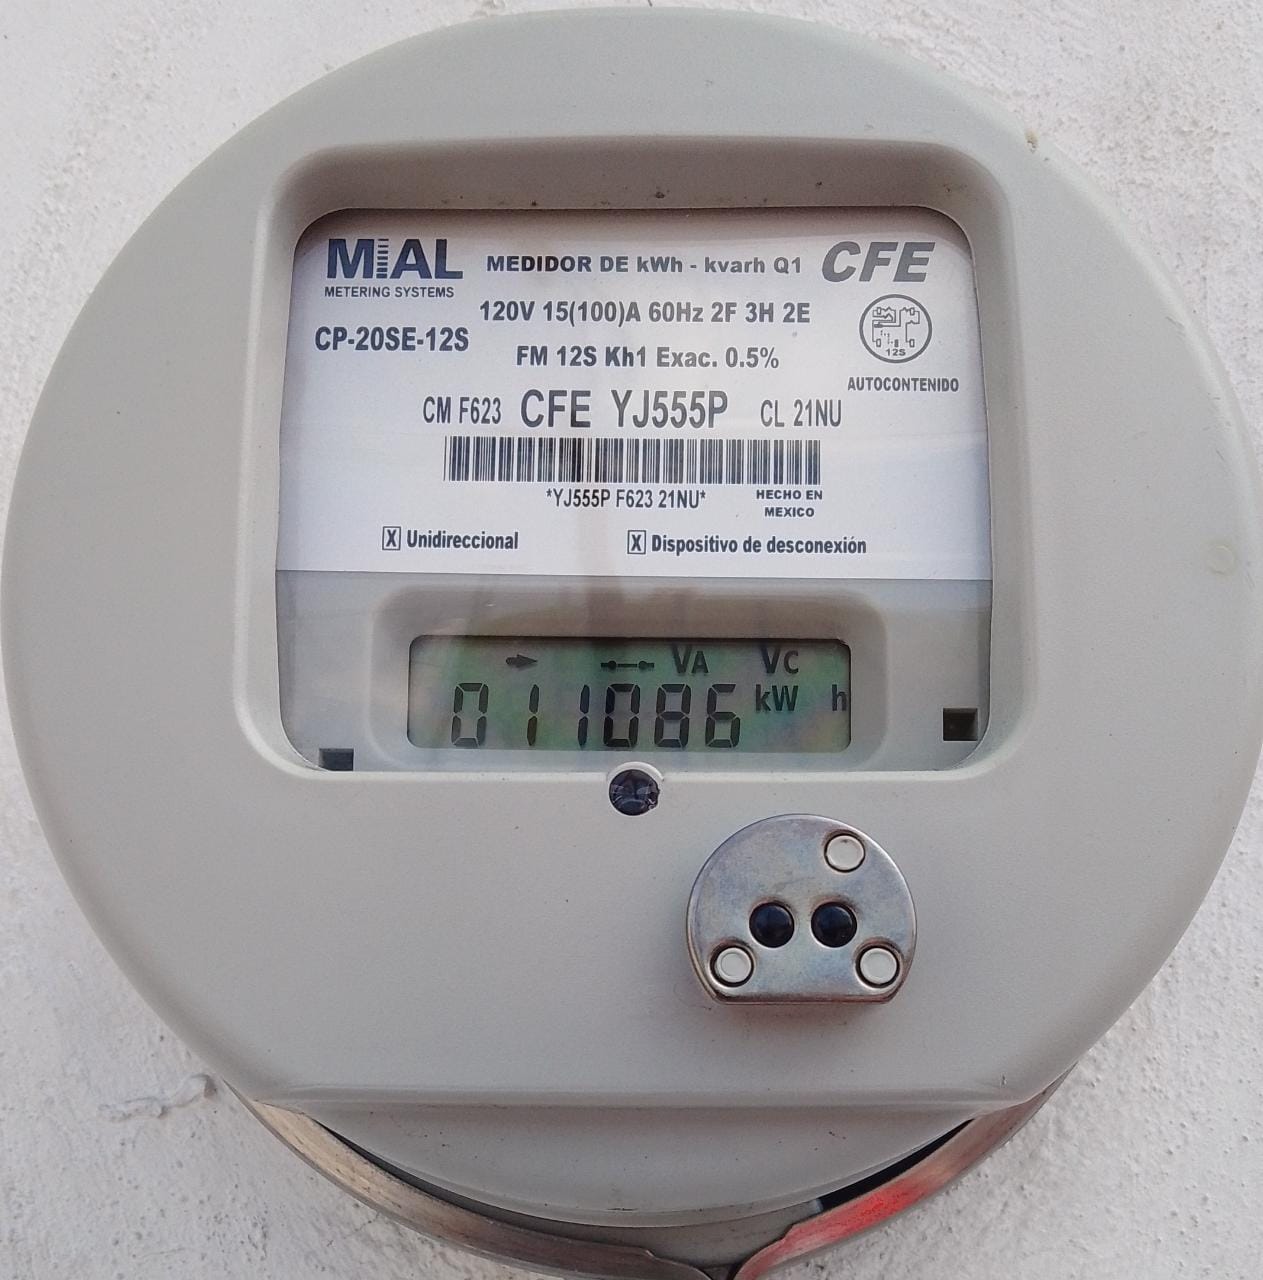 MIAL MEDIDOR DE kWh - kvarh Q1 CFE
METERING SYSTEMS
120V 15(100)A 60Hz 2F 3H 2E
CP-20SE-12S
FM 12S Kh1 Exac. 0.5%
12S
AUTOCONTENIDO
CM F623 CFE YJ555P CL 21NU
*YJ555P F623 21NU*
HECHO EN
MEXICO
X Unidireccional X Dispositivo de desconexión
VA VC
011086 kW h